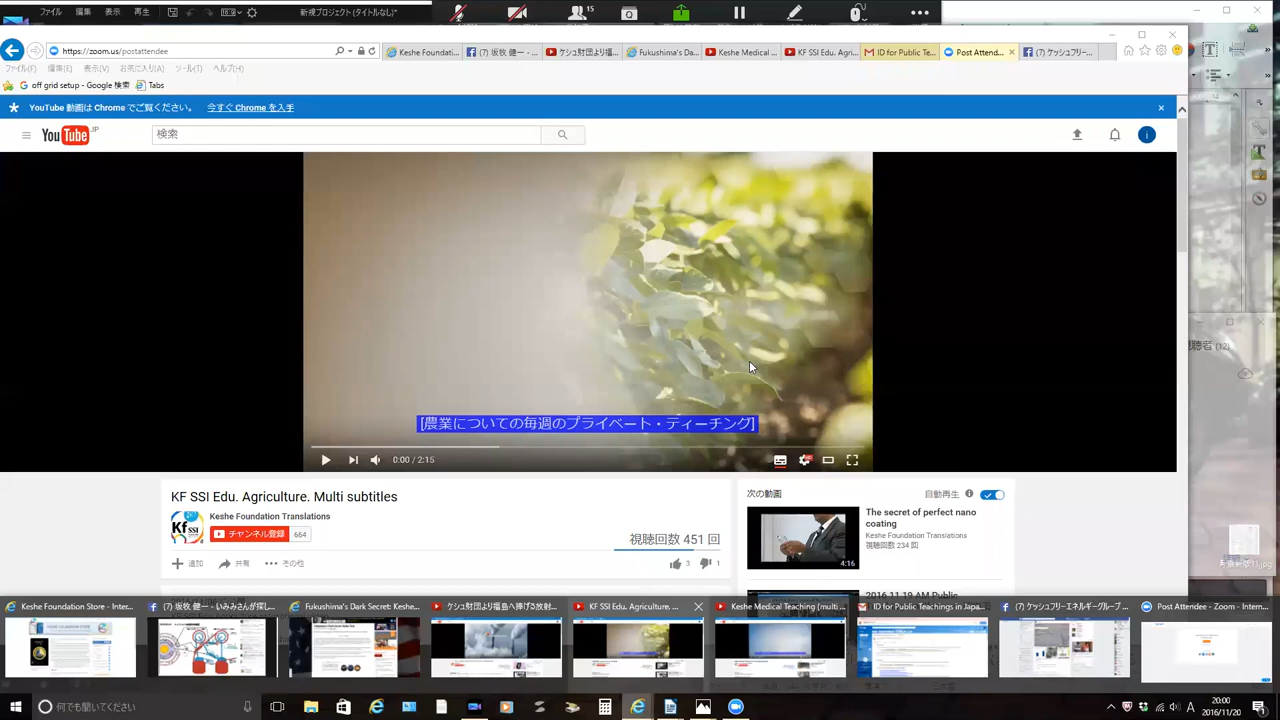 ファイル 編集 表示 再生
新規プロジェクト (タイトルなし)*
15
https://zoom.us/postattendee
Keshe Foundati...
(7) 坂牧 健一 - ...
ケシュ財団より福...
Fukushima's Da...
Keshe Medical ...
KF SSI Edu. Agri...
ID for Public Te...
Post Attend...
(7) ケッシュフリー...
ファイル(F) 編集(E) 表示(V) お気に入り(A) ツール(T) ヘルプ(H)
off grid setup - Google 検索
Tabs
YouTube 動画は Chrome でご覧ください。 今すぐ Chrome を入手
YouTube JP
検索
i
[農業についての毎週のプライベート・ティーチング]
0:00 / 2:15
視聴者 (12)
KF SSI Edu. Agriculture. Multi subtitles
Kf SSI
Keshe Foundation Translations
チャンネル登録 664
視聴回数 451 回
追加 共有 その他
3 1
次の動画
自動再生
The secret of perfect nano coating
Keshe Foundation Translations
視聴回数 234 回
4:16
2016 11 19 AM Public
Keshe Foundation Store - Inter...
(7) 坂牧 健一 - いみみさんが探し...
Fukushima's Dark Secret: Keshe...
ケシュ財団より福島へ捧げる放射...
KF SSI Edu. Agriculture. ...
Keshe Medical Teaching (multi ...
ID for Public Teachings in Japa...
(7) ケッシュフリーエネルギーグループ ...
Post Attendee - Zoom - Intern...
何でも聞いてください
A
20:00
2016/11/20